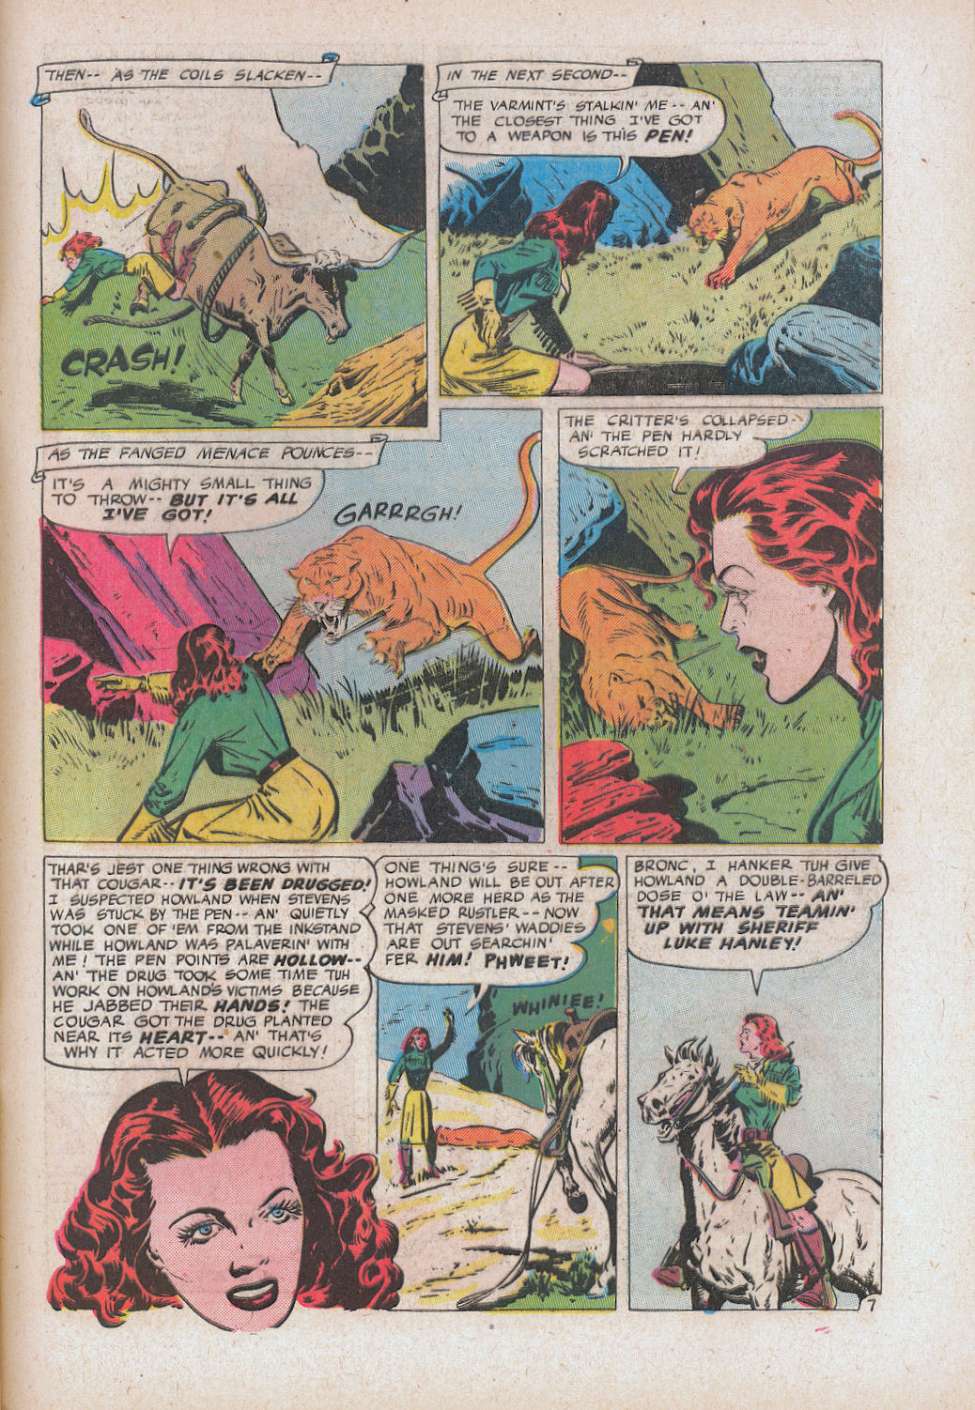 THEN-- AS THE COILS SLACKEN--
CRASH!
IN THE NEXT SECOND--
THE VARMINT'S STALKIN' ME -- AN'
THE CLOSEST THING I'VE GOT
TO A WEAPON IS THIS PEN!
AS THE FANGED MENACE POUNCES--
IT'S A MIGHTY SMALL THING
TO THROW-- BUT IT'S ALL
I'VE GOT!
GARRRGH!
THE CRITTER'S COLLAPSED--
AN' THE PEN HARDLY
SCRATCHED IT!
THAR'S JEST ONE THING WRONG WITH
THAT COUGAR-- IT'S BEEN DRUGGED!
I SUSPECTED HOWLAND WHEN STEVENS
WAS STUCK BY THE PEN-- AN' QUIETLY
TOOK ONE OF 'EM FROM THE INKSTAND
WHILE HOWLAND WAS PALAVERIN' WITH
ME! THE PEN POINTS ARE HOLLOW--
AN' THE DRUG TOOK SOME TIME TUH
WORK ON HOWLAND'S VICTIMS BECAUSE
HE JABBED THEIR HANDS! THE
COUGAR GOT THE DRUG PLANTED
NEAR ITS HEART-- AN' THAT'S
WHY IT ACTED MORE QUICKLY!
ONE THING'S SURE --
HOWLAND WILL BE OUT AFTER
ONE MORE HERD AS THE
MASKED RUSTLER-- NOW
THAT STEVENS' WADDIES
ARE OUT SEARCHIN'
FER HIM! PHWEET!
WHINIEE!
BRONC, I HANKER TUH GIVE
HOWLAND A DOUBLE-BARRELED
DOSE O' THE LAW-- AN'
THAT MEANS TEAMIN'
UP WITH SHERIFF
LUKE HANLEY!
7